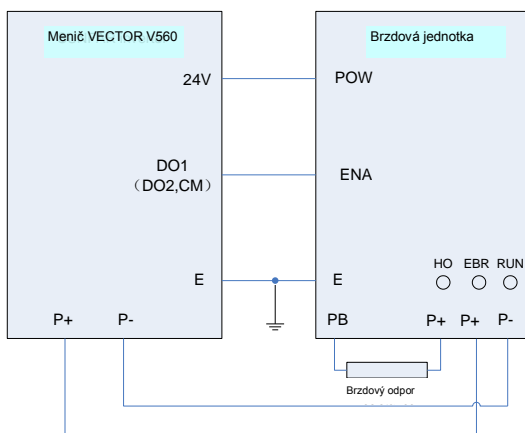 Menič VECTOR V560
Brzdová jednotka
24V
POW
DO1
（DO2,CM）
ENA
E
E
HO EBR RUN
P+ P-
PB P+ P+ P-
Brzdový odpor